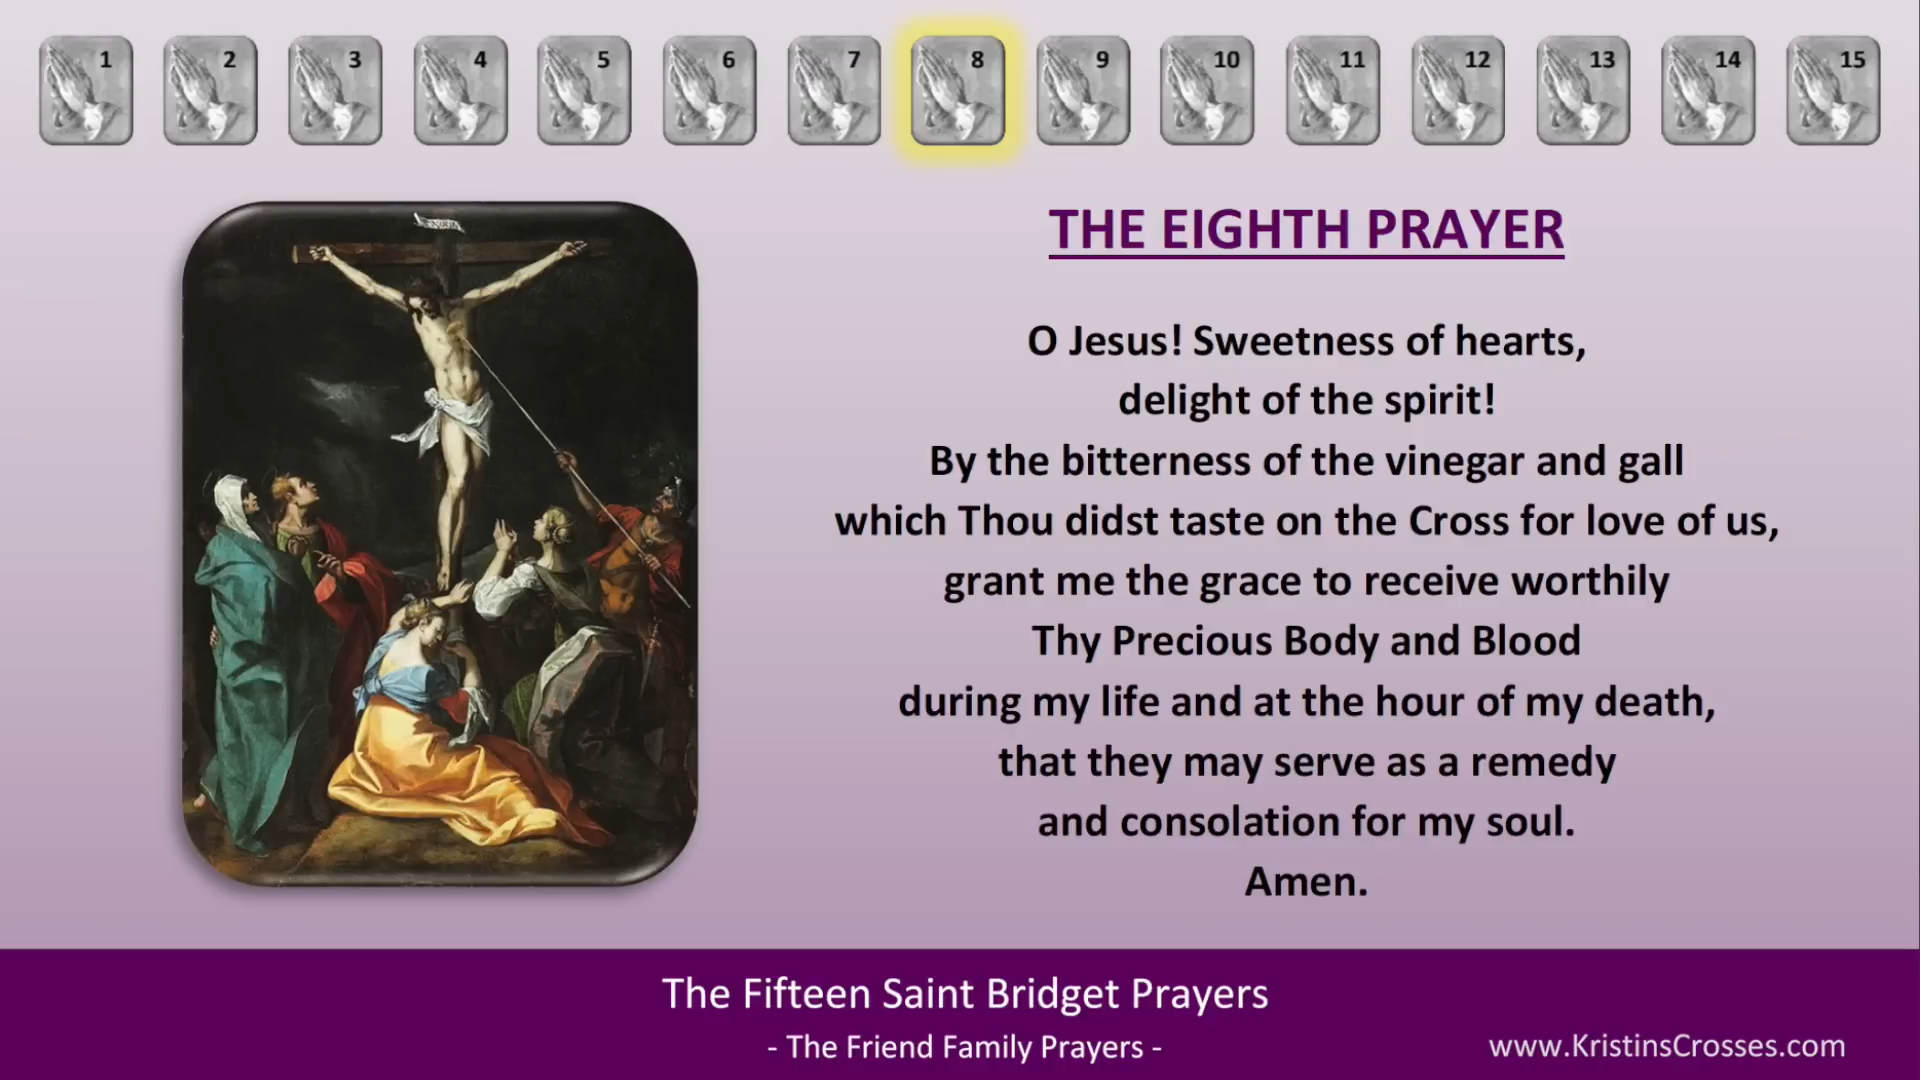 1 2 3 4 5 6 7 8 9 10 11 12 13 14 15
THE EIGHTH PRAYER
O Jesus! Sweetness of hearts,
delight of the spirit!
By the bitterness of the vinegar and gall
which Thou didst taste on the Cross for love of us,
grant me the grace to receive worthily
Thy Precious Body and Blood
during my life and at the hour of my death,
that they may serve as a remedy
and consolation for my soul.
Amen.
The Fifteen Saint Bridget Prayers
- The Friend Family Prayers -
www.KristinsCrosses.com